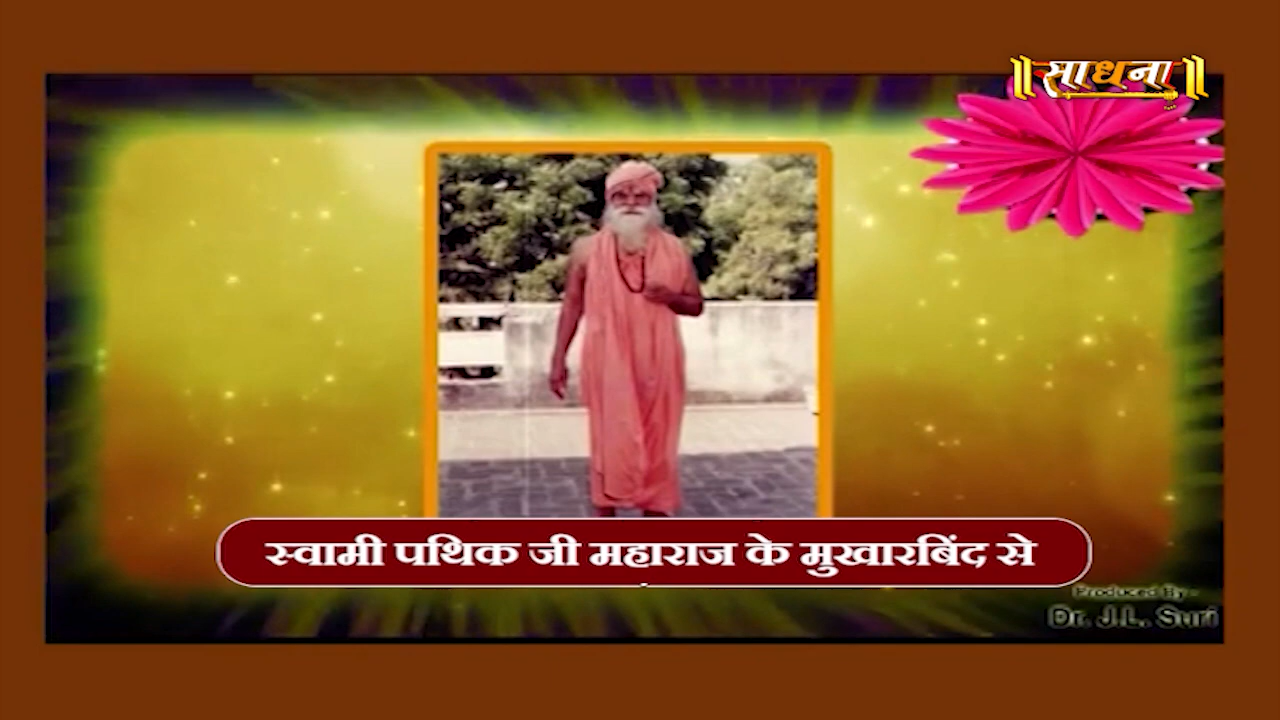 ॥साधना॥
स्वामी पथिक जी महाराज के मुखारबिंद से
Produced By:-
Dr. J.L. Suri